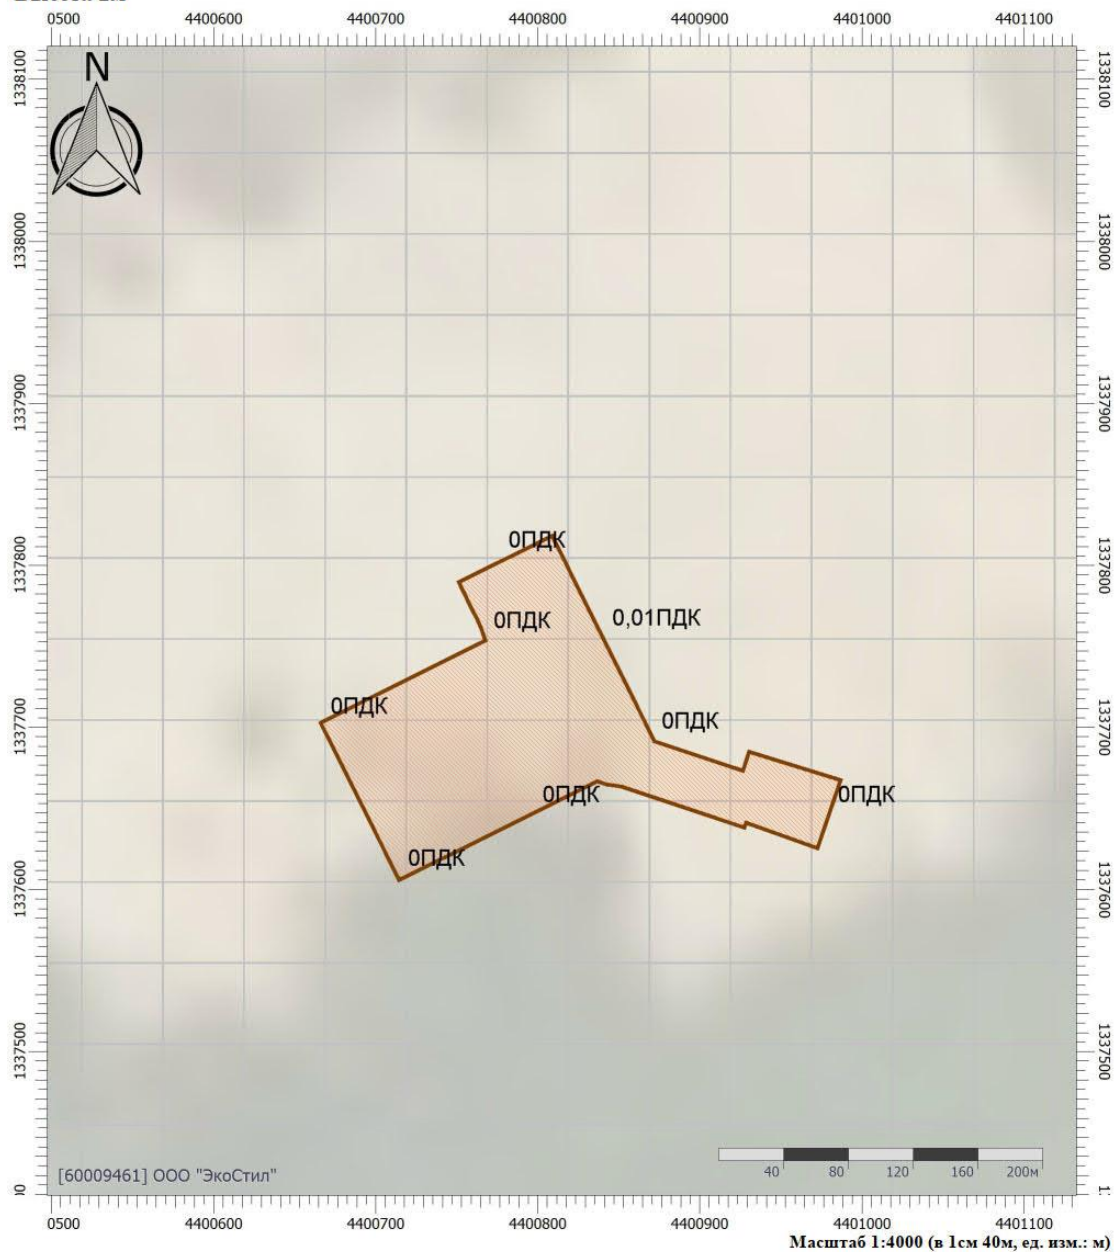 0500 4400600 4400700 4400800 4400900 4401000 4401100
N
1338100 1338100
1338000 1338000
1337900 1337900
1337800 1337800
0ПДК
0ПДК
0,01ПДК
0ПДК
0ПДК
1337700 1337700
0ПДК
0ПДК
0ПДК
1337600 1337600
1337500 1337500
[60009461] ООО "ЭкоСтил"
40 80 120 160 200м
0500 4400600 4400700 4400800 4400900 4401000 4401100
Масштаб 1:4000 (в 1см 40м, ед. изм.: м)